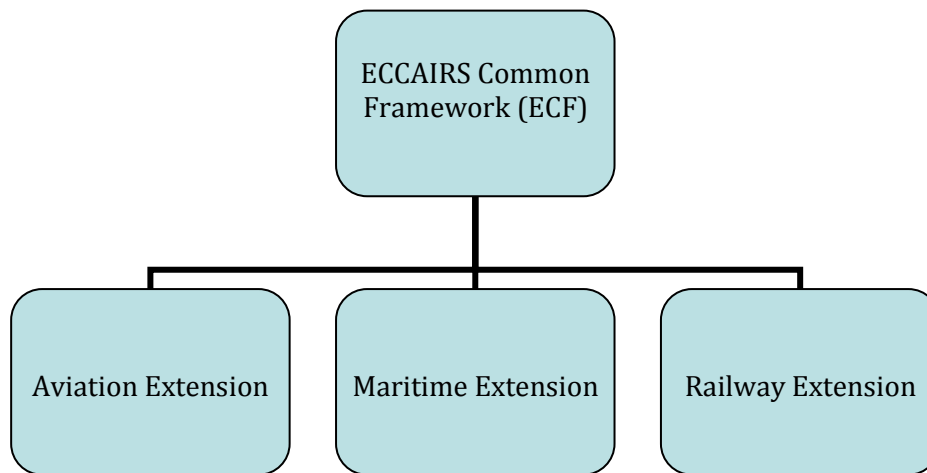 ECCAIRS Common
Framework (ECF)
Aviation Extension
Maritime Extension
Railway Extension